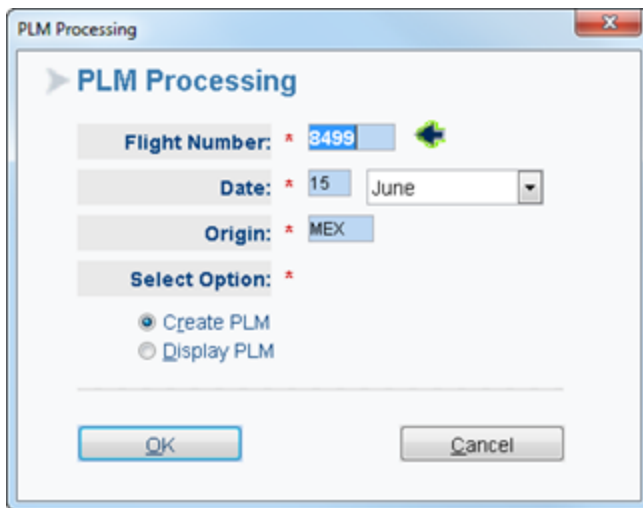 PLM Processing
PLM Processing
Flight Number: * 8499
Date: * 15 June
Origin: * MEX
Select Option: *
Create PLM
Display PLM
OK Cancel